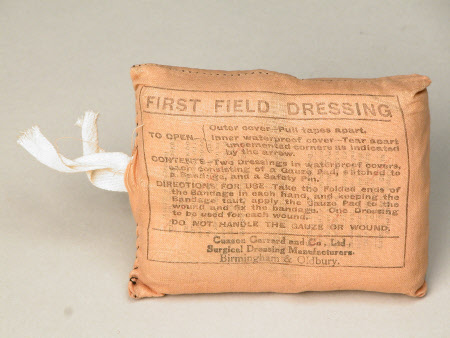 FIRST FIELD DRESSING
TO OPEN- Outer cover-Pull tapes apart.
Inner waterproof cover-Tear apart
uncemented corners as indicated
by the arrow.
CONTENTS-Two Dressings in waterproof covers,
each consisting of a Gauze Pad, stitched to
a Bandage, and a Safety Pin.
DIRECTIONS FOR USE-Take the Folded ends of
the Bandage in each Hand, and keeping the
Bandage taut, apply the Gauze Pad to the
wound and fix the bandage. One Dressing
to be used for each wound.
DO NOT HANDLE THE GAUZE OR WOUND.
Cuxson Gerrard and Co., Ltd.,
Surgical Dressing Manufacturers.
Birmingham & Oldbury.